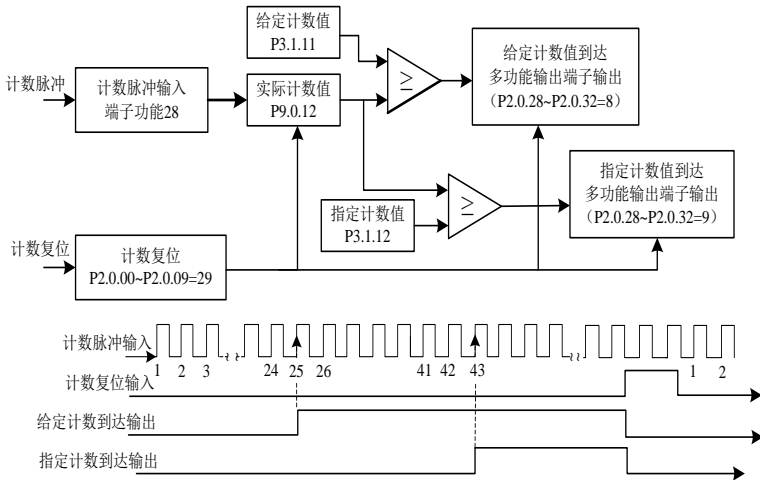 给定计数值
P3.1.11
给定计数值到达
多功能输出端子输出
（P2.0.28~P2.0.32=8）
计数脉冲
计数脉冲输入
端子功能28
实际计数值
P9.0.12
≥
指定计数值到达
多功能输出端子输出
（P2.0.28~P2.0.32=9）
≥
指定计数值
P3.1.12
计数复位
计数复位
P2.0.00~P2.0.09=29
计数脉冲输入
1 2 3 24 25 26 41 42 43 1 2
计数复位输入
给定计数到达输出
指定计数到达输出